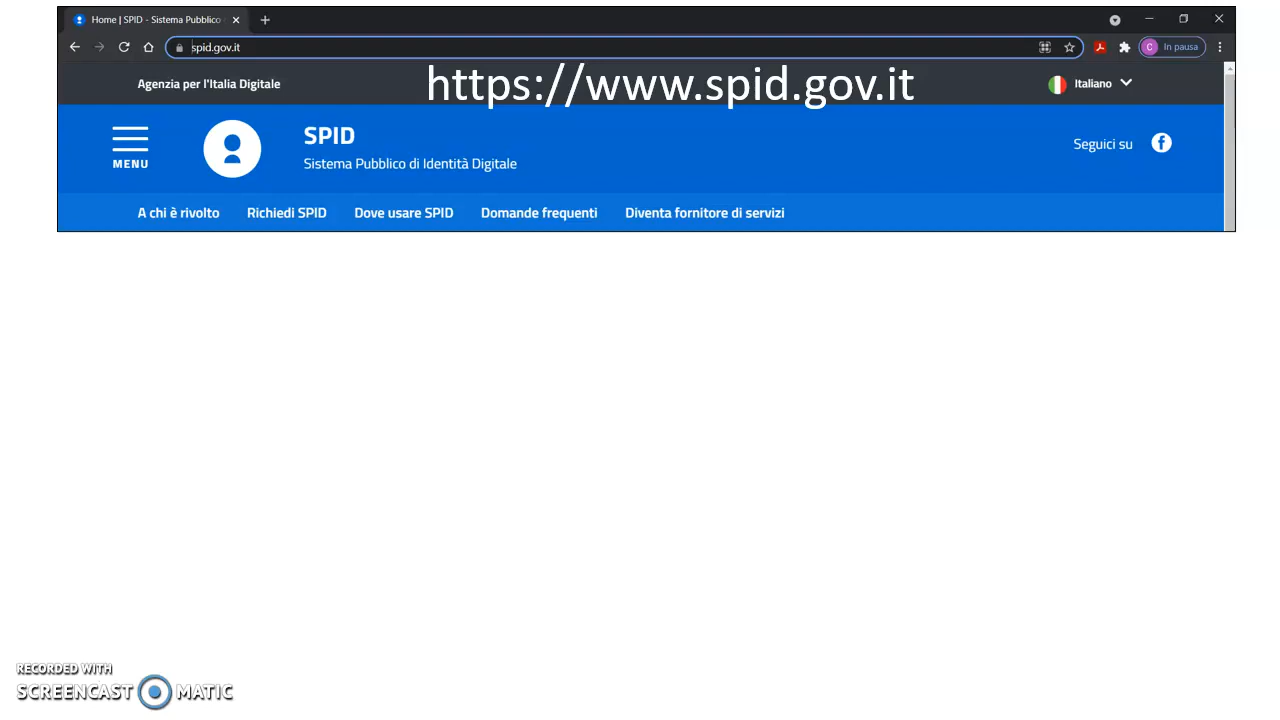 Home | SPID - Sistema Pubblico
spid.gov.it
C In pausa
Agenzia per l'Italia Digitale
https://www.spid.gov.it
Italiano
MENU
SPID
Sistema Pubblico di Identità Digitale
Seguici su
A chi è rivolto Richiedi SPID Dove usare SPID Domande frequenti Diventa fornitore di servizi
RECORDED WITH
SCREENCAST MATIC